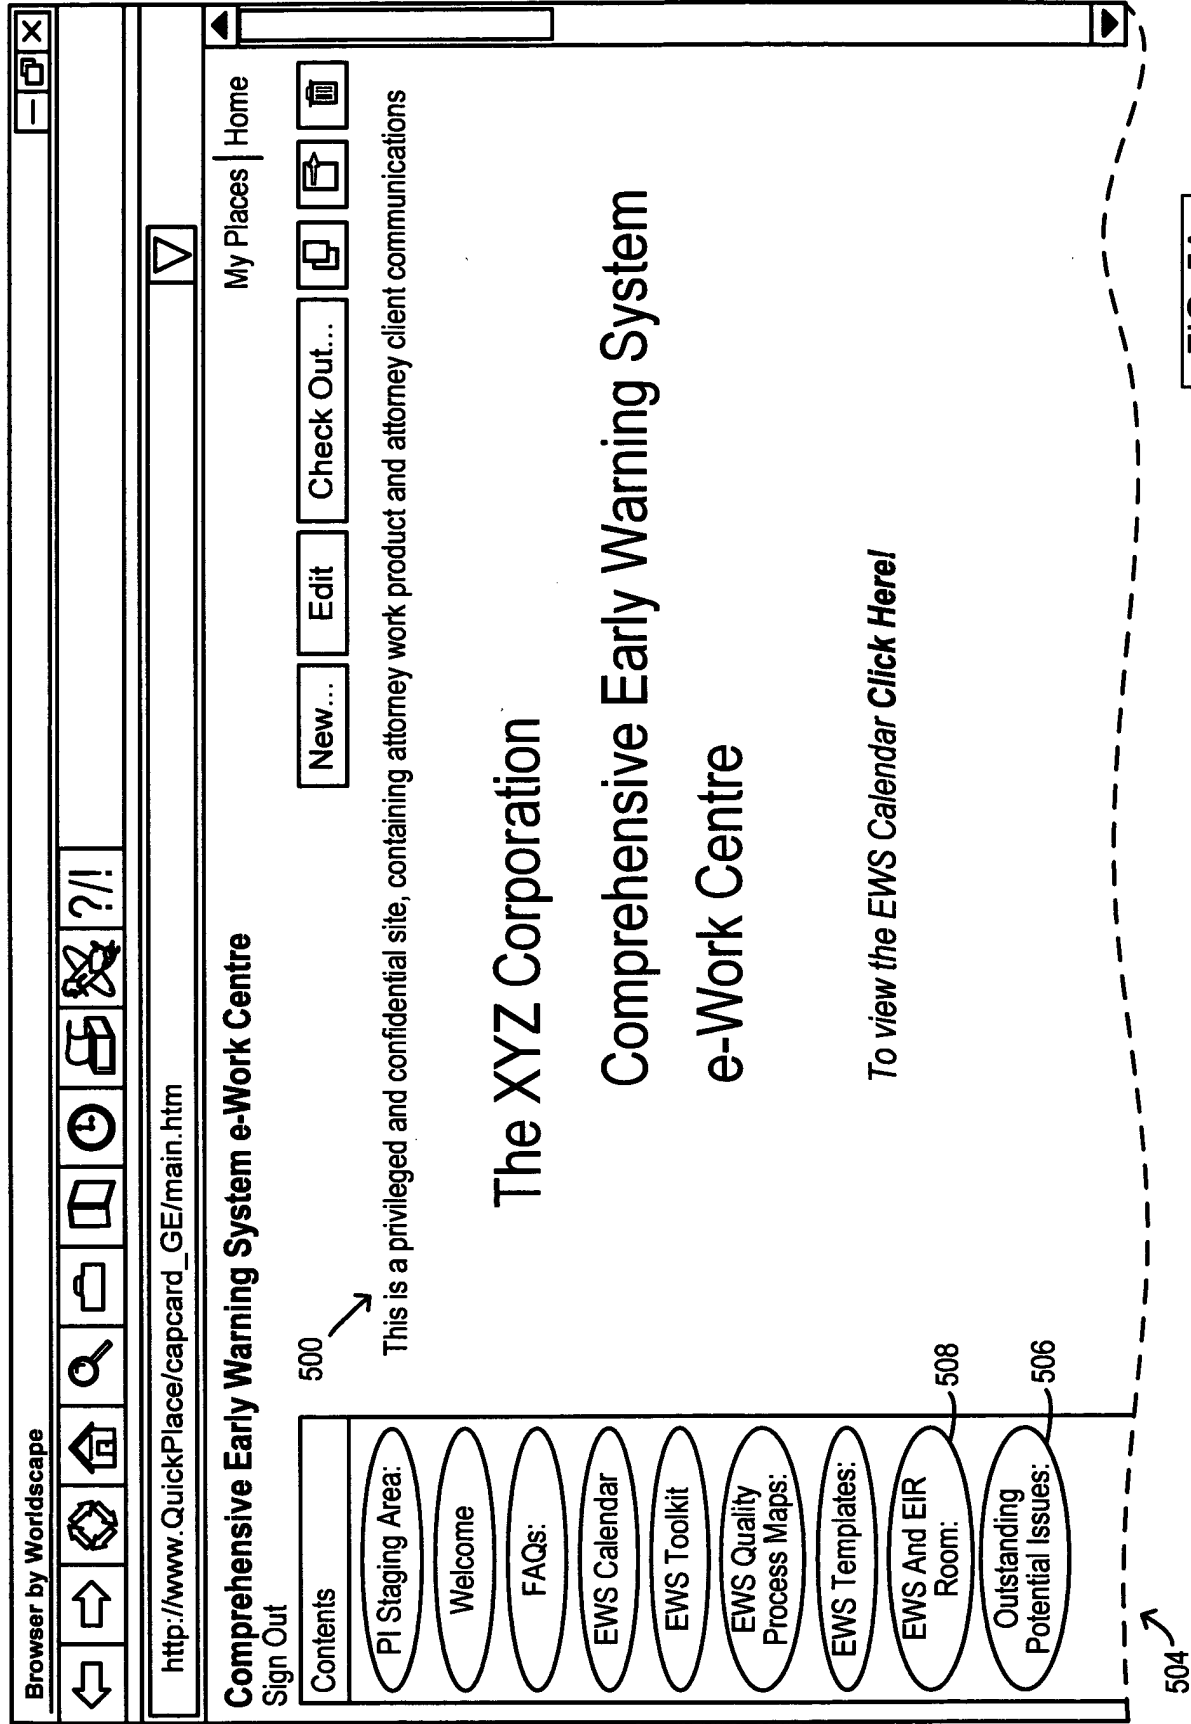 Browser by Worldscape
?/!
http://www.QuickPlace/capcard_GE/main.htm
Comprehensive Early Warning System e-Work Centre
My Places | Home
Sign Out
New... Edit Check Out...
500
This is a privileged and confidential site, containing attorney work product and attorney client communications
Contents
PI Staging Area:
Welcome
FAQs:
EWS Calendar
EWS Toolkit
EWS Quality
Process Maps:
EWS Templates:
EWS And EIR
Room:
508
Outstanding
Potential Issues:
506
The XYZ Corporation
Comprehensive Early Warning System
e-Work Centre
To view the EWS Calendar Click Here!
504